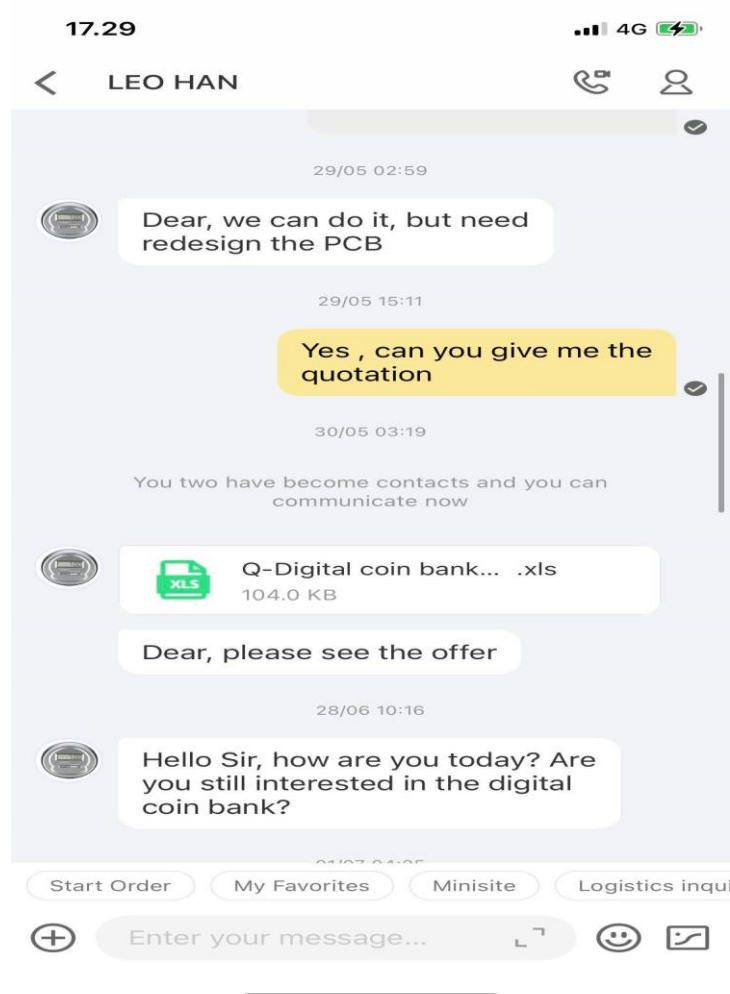 17.29
4G
LEO HAN
29/05 02:59
Dear, we can do it, but need
redesign the PCB
29/05 15:11
Yes , can you give me the
quotation
30/05 03:19
You two have become contacts and you can
communicate now
XLS
Q-Digital coin bank... .xls
104.0 KB
Dear, please see the offer
28/06 10:16
Hello Sir, how are you today? Are
you still interested in the digital
coin bank?
Start Order
My Favorites
Minisite
Logistics inqui
Enter your message...